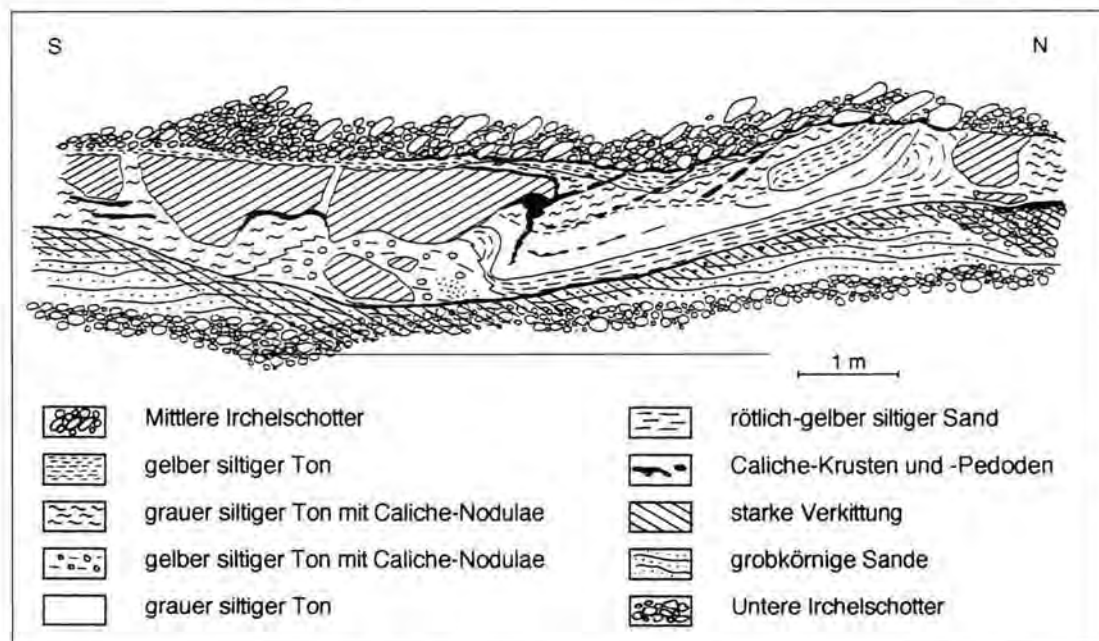 S
N
1 m
Mittlere Irchelschotter
gelber siltiger Ton
grauer siltiger Ton mit Caliche-Nodulae
gelber siltiger Ton mit Caliche-Nodulae
grauer siltiger Ton
rötlich-gelber siltiger Sand
Caliche-Krusten und -Pedoden
starke Verkittung
grobkörnige Sande
Untere Irchelschotter